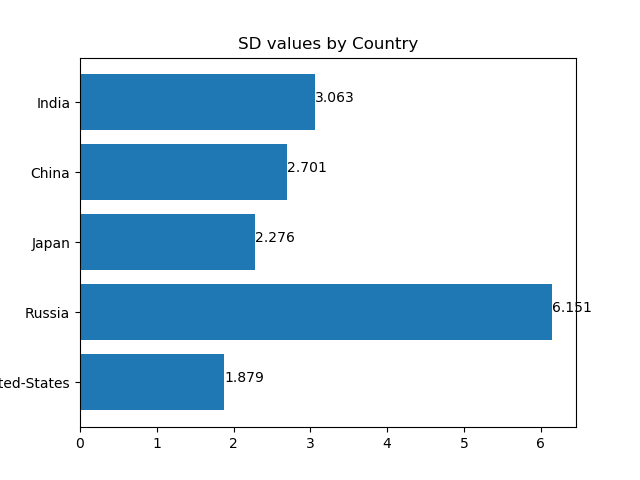 SD values by Country
India
3.063
China
2.701
Japan
2.276
Russia
6.151
ted-States
1.879
0 1 2 3 4 5 6